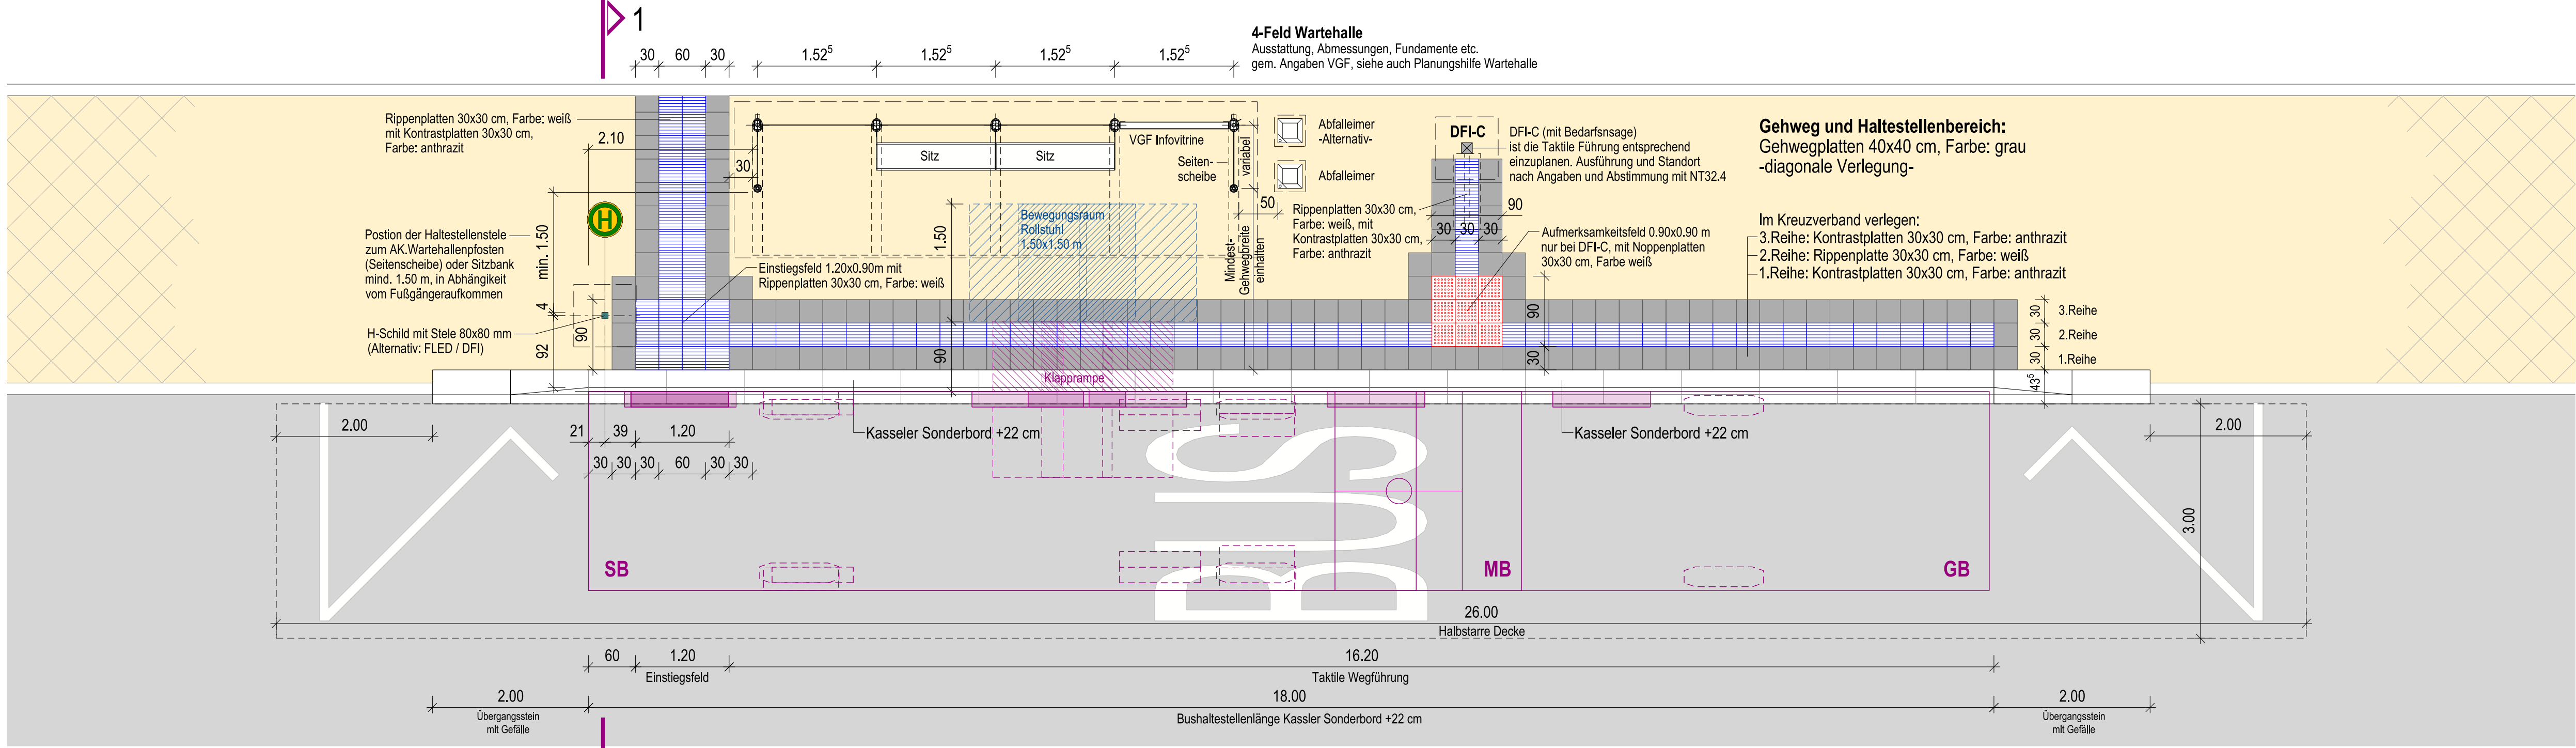 1
30 60 30 1.52⁵ 1.52⁵ 1.52⁵ 1.52⁵
4-Feld Wartehalle
Ausstattung, Abmessungen, Fundamente etc.
gem. Angaben VGF, siehe auch Planungshilfe Wartehalle
Rippenplatten 30x30 cm, Farbe: weiß
mit Kontrastplatten 30x30 cm,
Farbe: anthrazit
2.10
30
Sitz
Sitz
VGF Infovitrine
Seiten-
scheibe
variabel
Mindest-
Gehwegbreite
einhalten
Abfalleimer
-Alternativ-
Abfalleimer
50
DFI-C
DFI-C (mit Bedarfsnsage)
ist die Taktile Führung entsprechend
einzuplanen. Ausführung und Standort
nach Angaben und Abstimmung mit NT32.4
Gehweg und Haltestellenbereich:
Gehwegplatten 40x40 cm, Farbe: grau
-diagonale Verlegung-
H
Postion der Haltestellenstele
zum AK.Wartehallenpfosten
(Seitenscheibe) oder Sitzbank
mind. 1.50 m, in Abhängigkeit
vom Fußgängeraufkommen
min. 1.50
4
92
90
H-Schild mit Stele 80x80 mm
(Alternativ: FLED / DFI)
Einstiegsfeld 1.20x0.90m mit
Rippenplatten 30x30 cm, Farbe: weiß
1.50
90
Bewegungsraum
Rollstuhl
1.50x1.50 m
Klapprampe
Rippenplatten 30x30 cm,
Farbe: weiß, mit
Kontrastplatten 30x30 cm,
Farbe: anthrazit
90
30 30 30
Aufmerksamkeitsfeld 0.90x0.90 m
nur bei DFI-C, mit Noppenplatten
30x30 cm, Farbe weiß
90
30
Im Kreuzverband verlegen:
3.Reihe: Kontrastplatten 30x30 cm, Farbe: anthrazit
2.Reihe: Rippenplatte 30x30 cm, Farbe: weiß
1.Reihe: Kontrastplatten 30x30 cm, Farbe: anthrazit
30 3.Reihe
30 2.Reihe
30 1.Reihe
43⁵
2.00
21 39 1.20
30 30 30 60 30 30
Kasseler Sonderbord +22 cm
Kasseler Sonderbord +22 cm
2.00
3.00
BUS
SB
MB
GB
26.00
Halbstarre Decke
60 1.20 16.20
Einstiegsfeld
Taktile Wegführung
2.00 18.00 2.00
Übergangsstein
mit Gefälle
Bushaltestellenlänge Kassler Sonderbord +22 cm
Übergangsstein
mit Gefälle